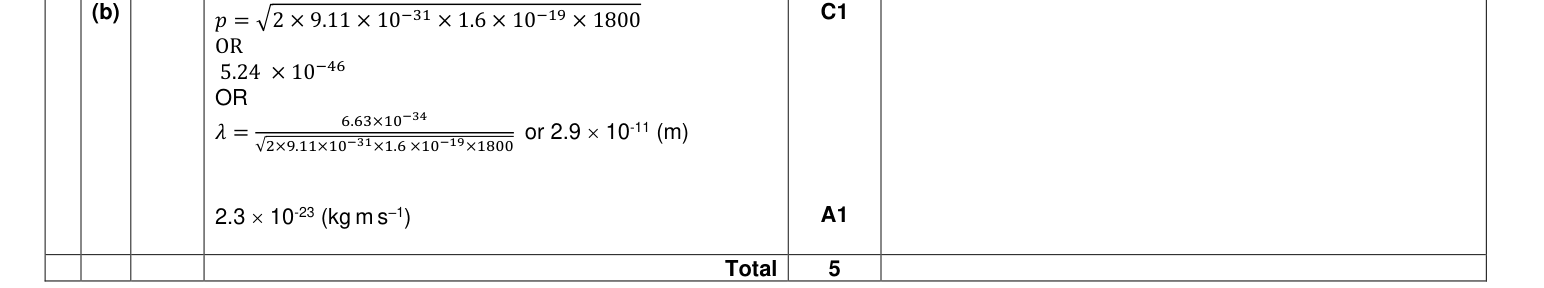 (b) p = √2 × 9.11 × 10⁻³¹ × 1.6 × 10⁻¹⁹ × 1800 C1
OR
5.24 × 10⁻⁴⁶
OR
λ = 6.63×10⁻³⁴ / √2×9.11×10⁻³¹×1.6 ×10⁻¹⁹×1800 or 2.9 × 10⁻¹¹ (m)
2.3 × 10⁻²³ (kg m s⁻¹) A1
Total 5